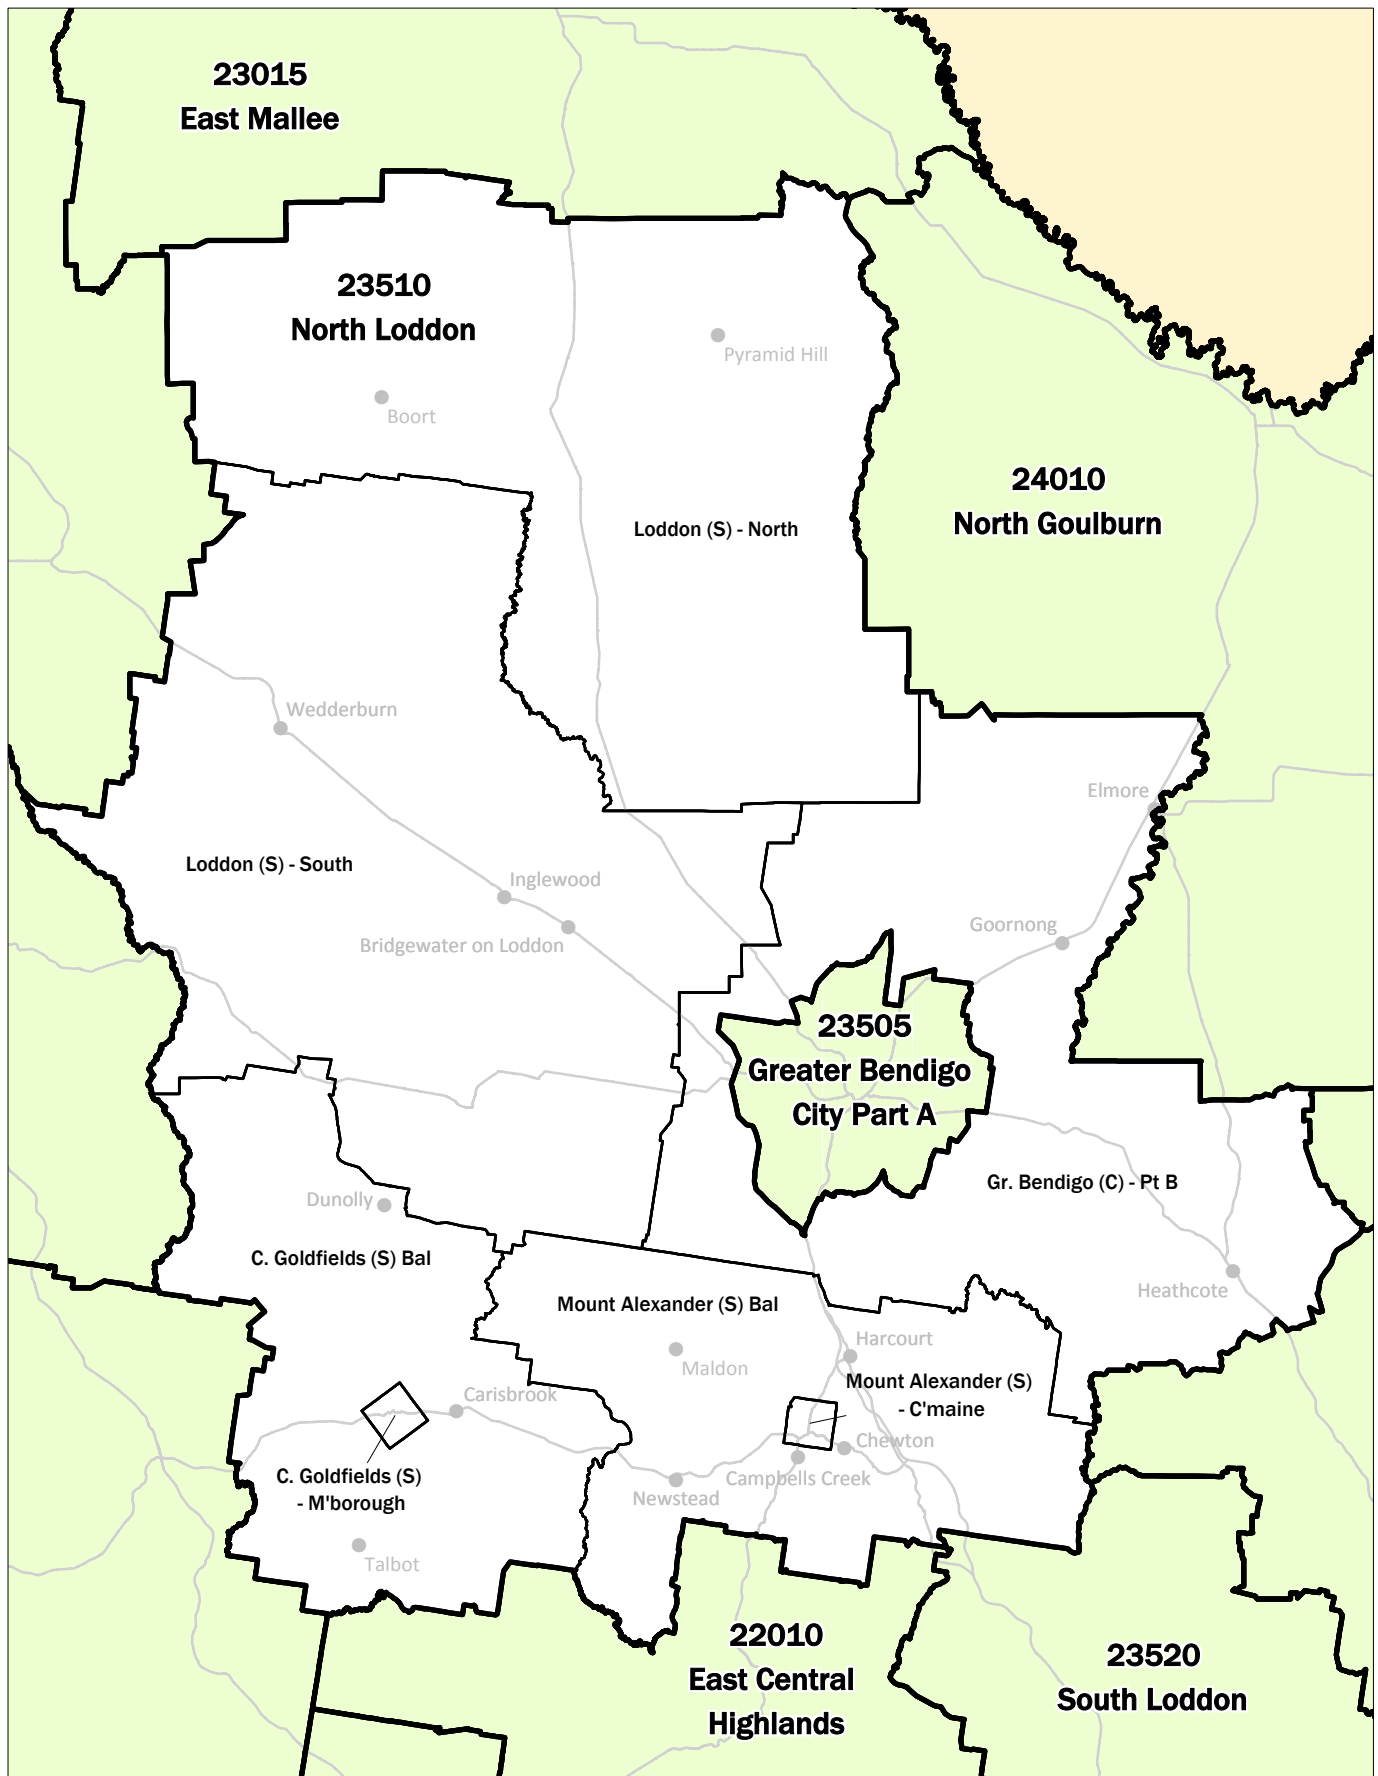 23015
East Mallee
23510
North Loddon
Pyramid Hill
Boort
24010
North Goulburn
Loddon (S) - North
Wedderburn
Elmore
Loddon (S) - South
Inglewood
Goornong
Bridgewater on Loddon
23505
Greater Bendigo
City Part A
Gr. Bendigo (C) - Pt B
Dunolly
C. Goldfields (S) Bal
Heathcote
Mount Alexander (S) Bal
Harcourt
Maldon
Mount Alexander (S)
- C'maine
Carisbrook
Chewton
C. Goldfields (S)
- M'borough
Campbells Creek
Newstead
Talbot
22010
East Central
Highlands
23520
South Loddon